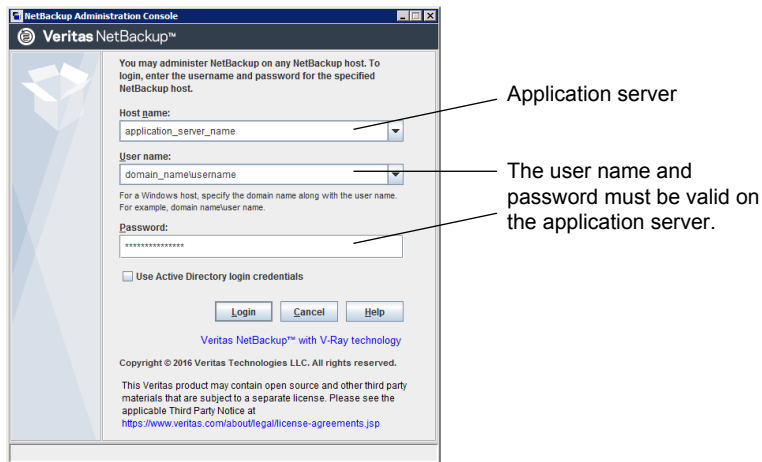 NetBackup Administration Console
Veritas NetBackup™
You may administer NetBackup on any NetBackup host. To
login, enter the username and password for the specified
NetBackup host.
Host name:
application_server_name
User name:
domain_name\username
For a Windows host, specify the domain name along with the user name.
For example, domain name\user name.
Password:
***************
Use Active Directory login credentials
Login Cancel Help
Veritas NetBackup™ with V-Ray technology
Copyright © 2016 Veritas Technologies LLC. All rights reserved.
This Veritas product may contain open source and other third party
materials that are subject to a separate license. Please see the
applicable Third Party Notice at
https://www.veritas.com/about/legal/license-agreements.jsp
Application server
The user name and
password must be valid on
the application server.